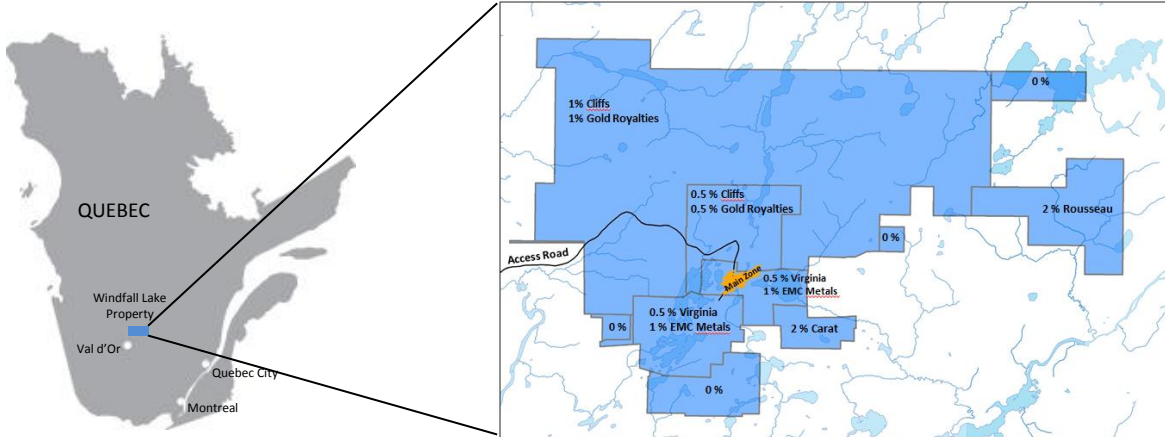 QUEBEC
Windfall Lake
Property
Val d'Or
Quebec City
Montreal
0 %
1% Cliffs
1% Gold Royalties
0.5 % Cliffs
0.5 % Gold Royalties
2 % Rousseau
0 %
Access Road
Main Zone
0.5 % Virginia
1 % EMC Metals
0.5 % Virginia
1 % EMC Metals
0 %
2 % Carat
0 %